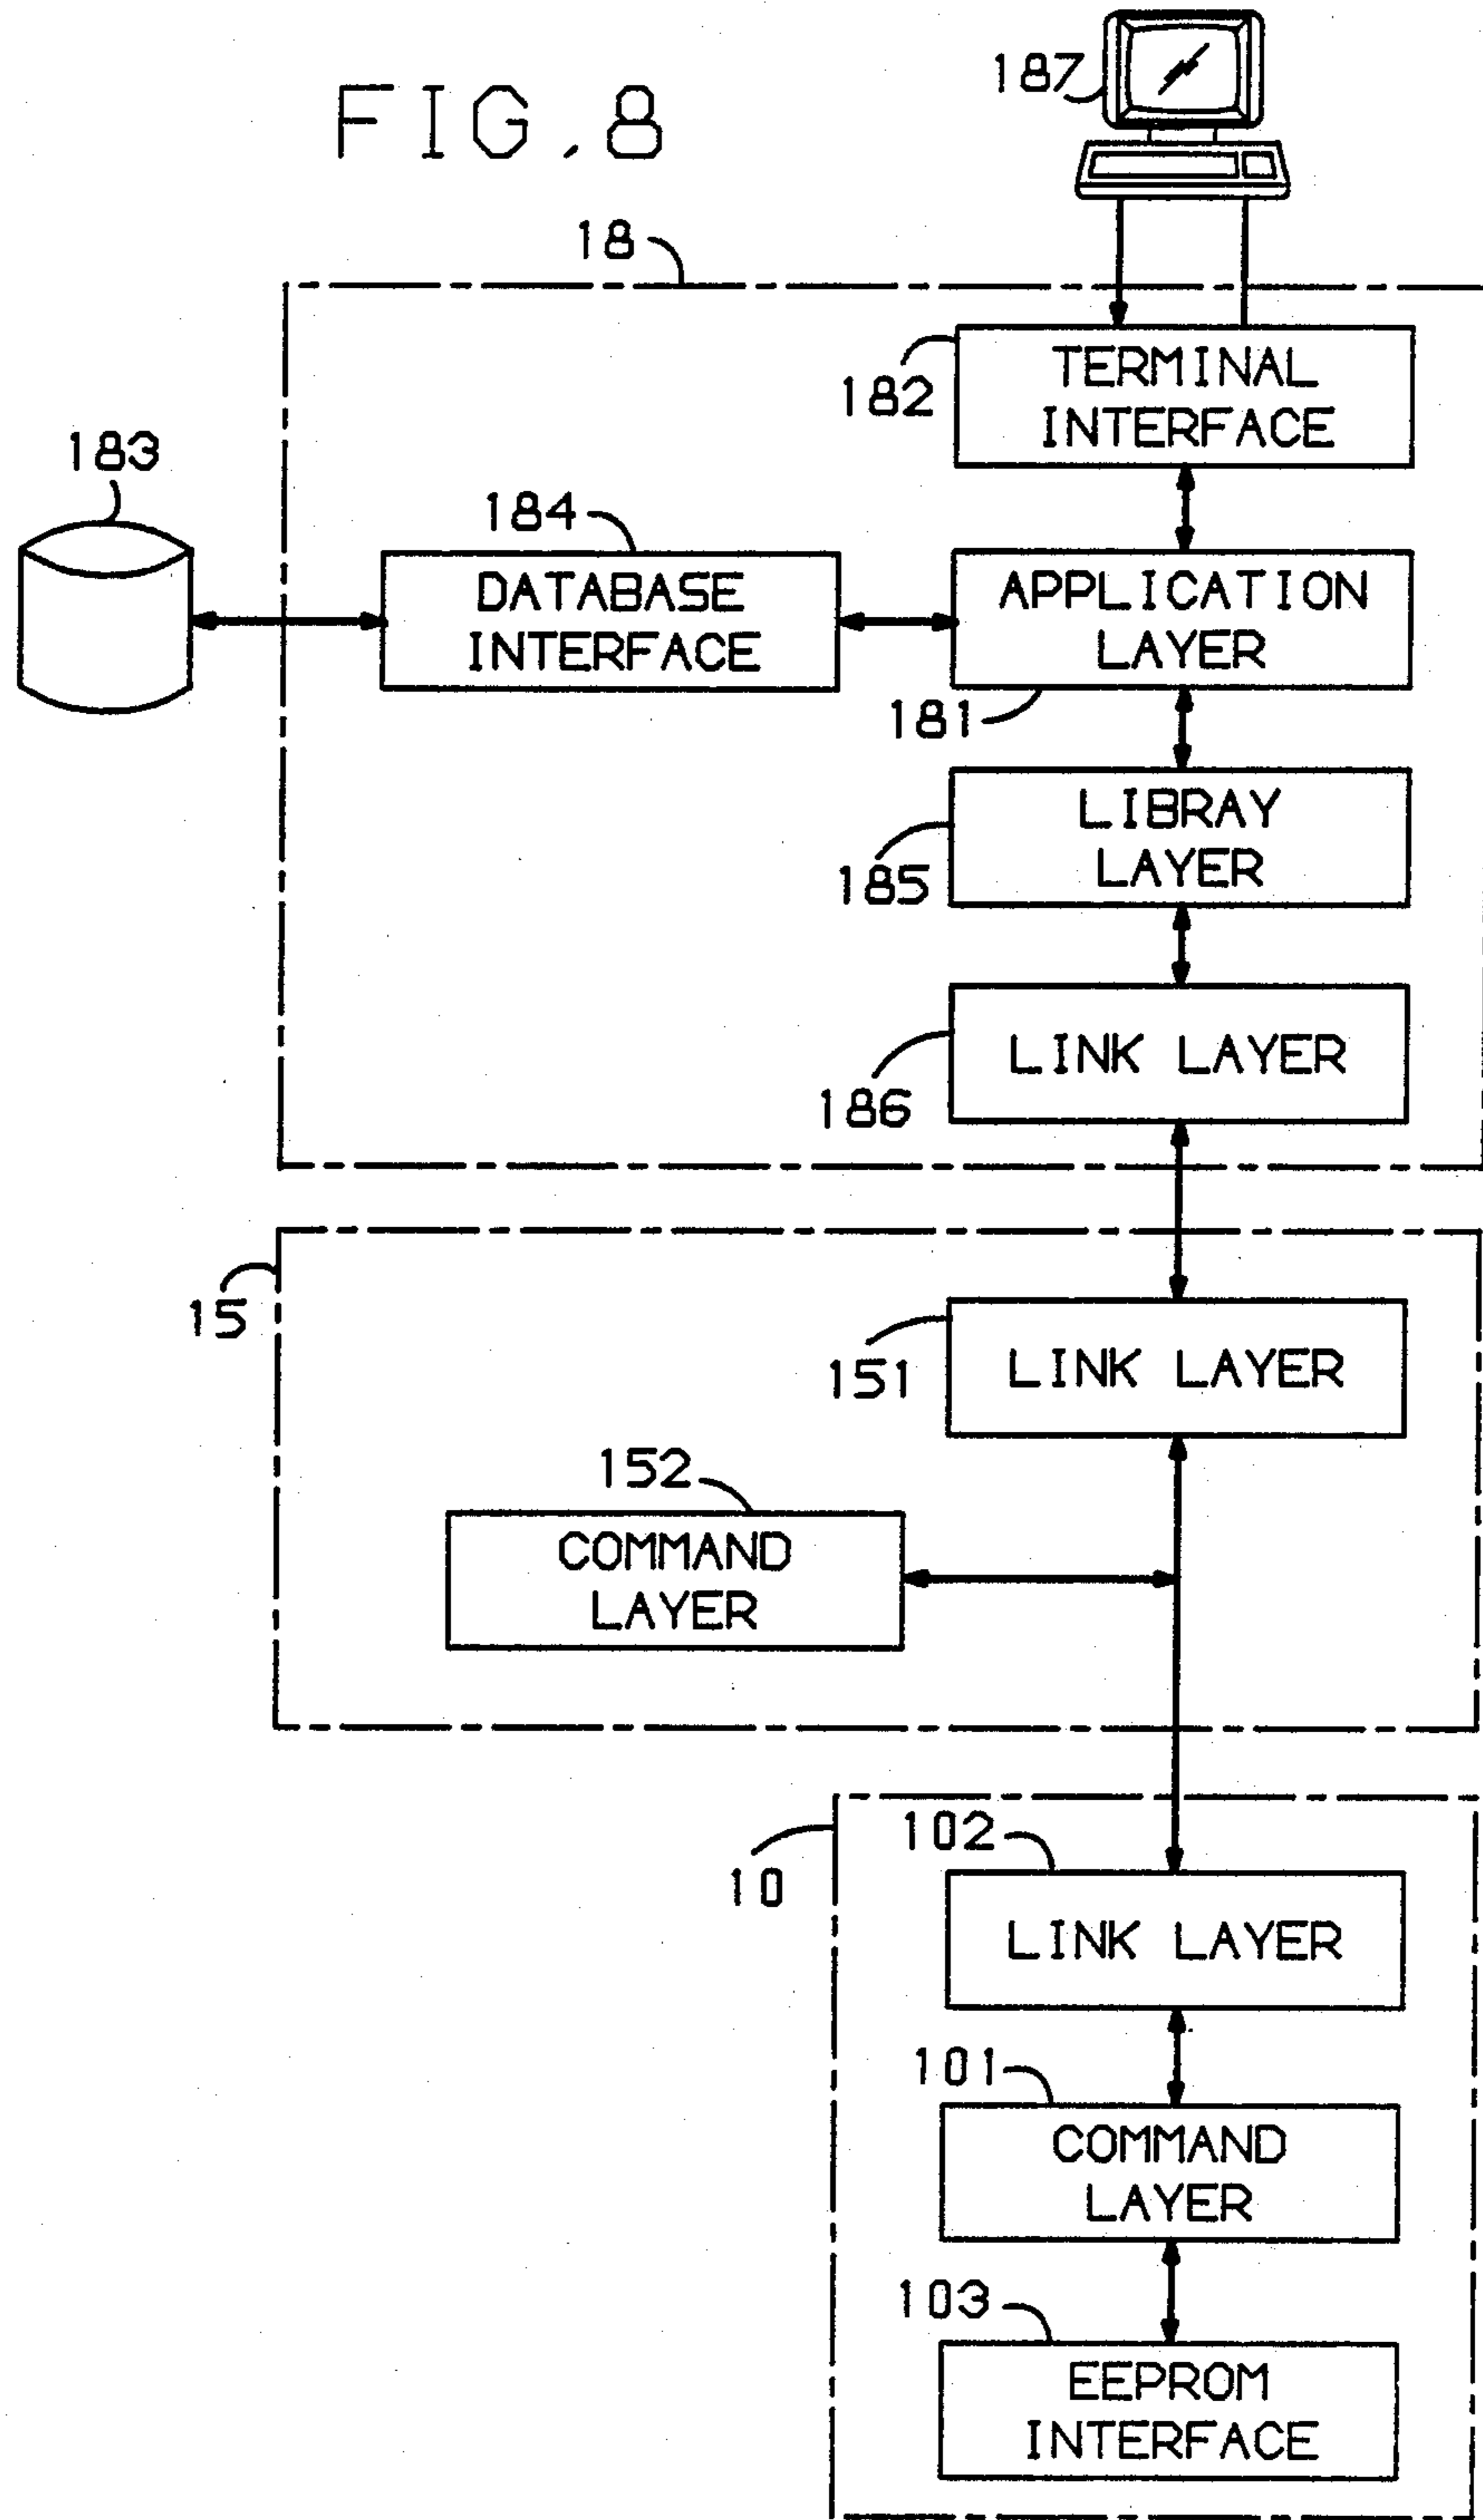 FIG.8
187
18
182
TERMINAL
INTERFACE
183
184
DATABASE
INTERFACE
APPLICATION
LAYER
181
LIBRAY
LAYER
185
LINK LAYER
186
15
LINK LAYER
151
152
COMMAND
LAYER
10
102
LINK LAYER
101
COMMAND
LAYER
103
EEPROM
INTERFACE